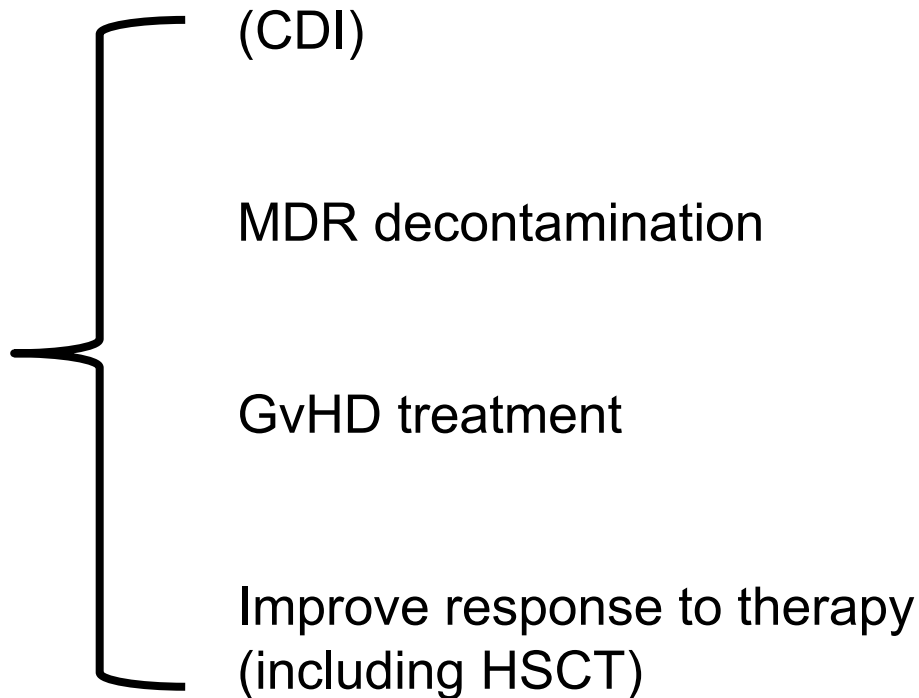 (CDI)
MDR decontamination
GvHD treatment
Improve response to therapy
(including HSCT)